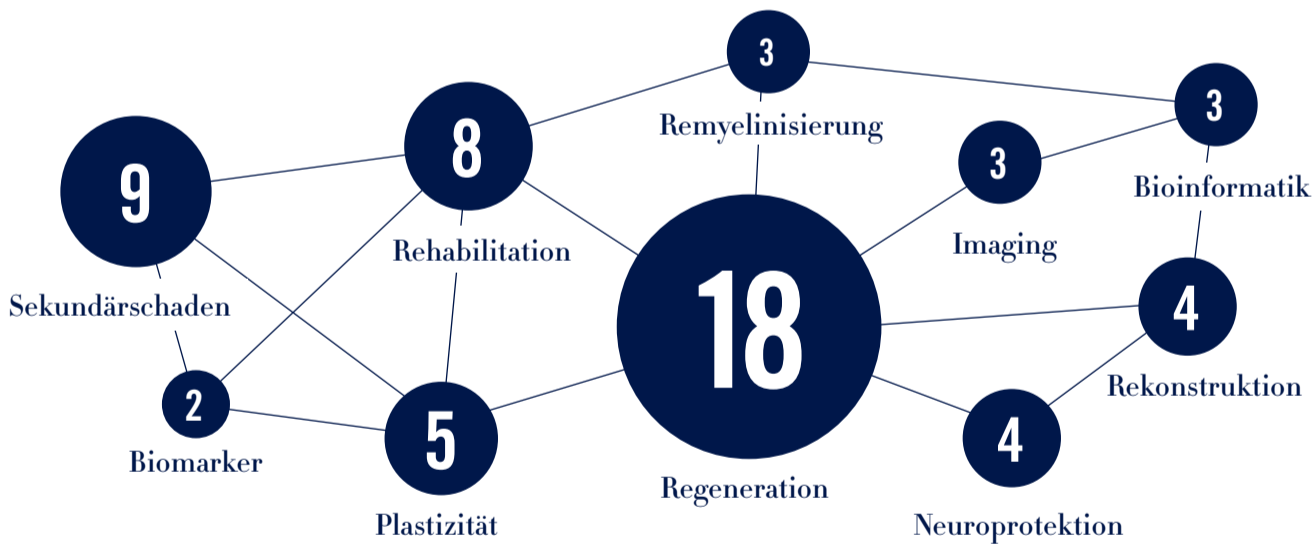 3
Remyelinisierung
3
Bioinformatik
8
Rehabilitation
3
Imaging
9
Sekundärschaden
18
Regeneration
4
Rekonstruktion
2
Biomarker
5
Plastizität
4
Neuroprotektion